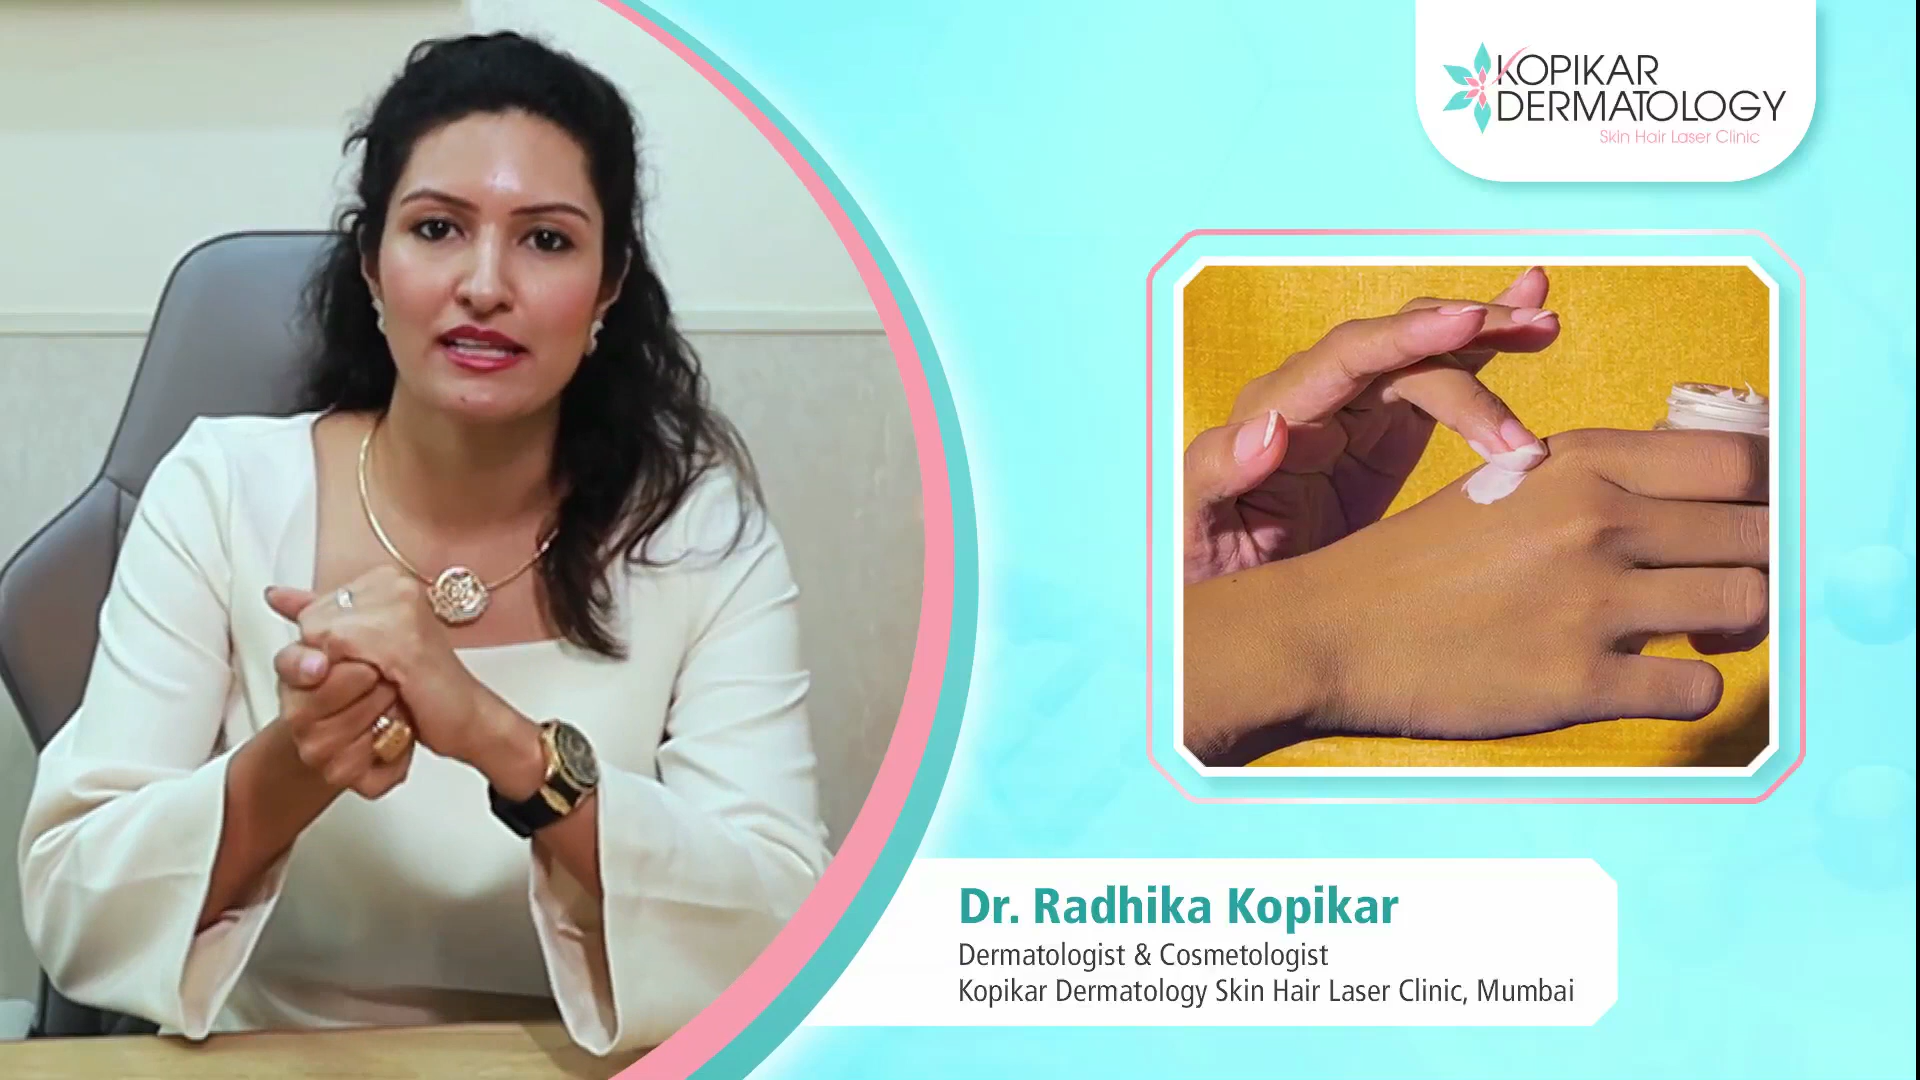 KOPIKAR
DERMATOLOGY
Skin Hair Laser Clinic
Dr. Radhika Kopikar
Dermatologist & Cosmetologist
Kopikar Dermatology Skin Hair Laser Clinic, Mumbai